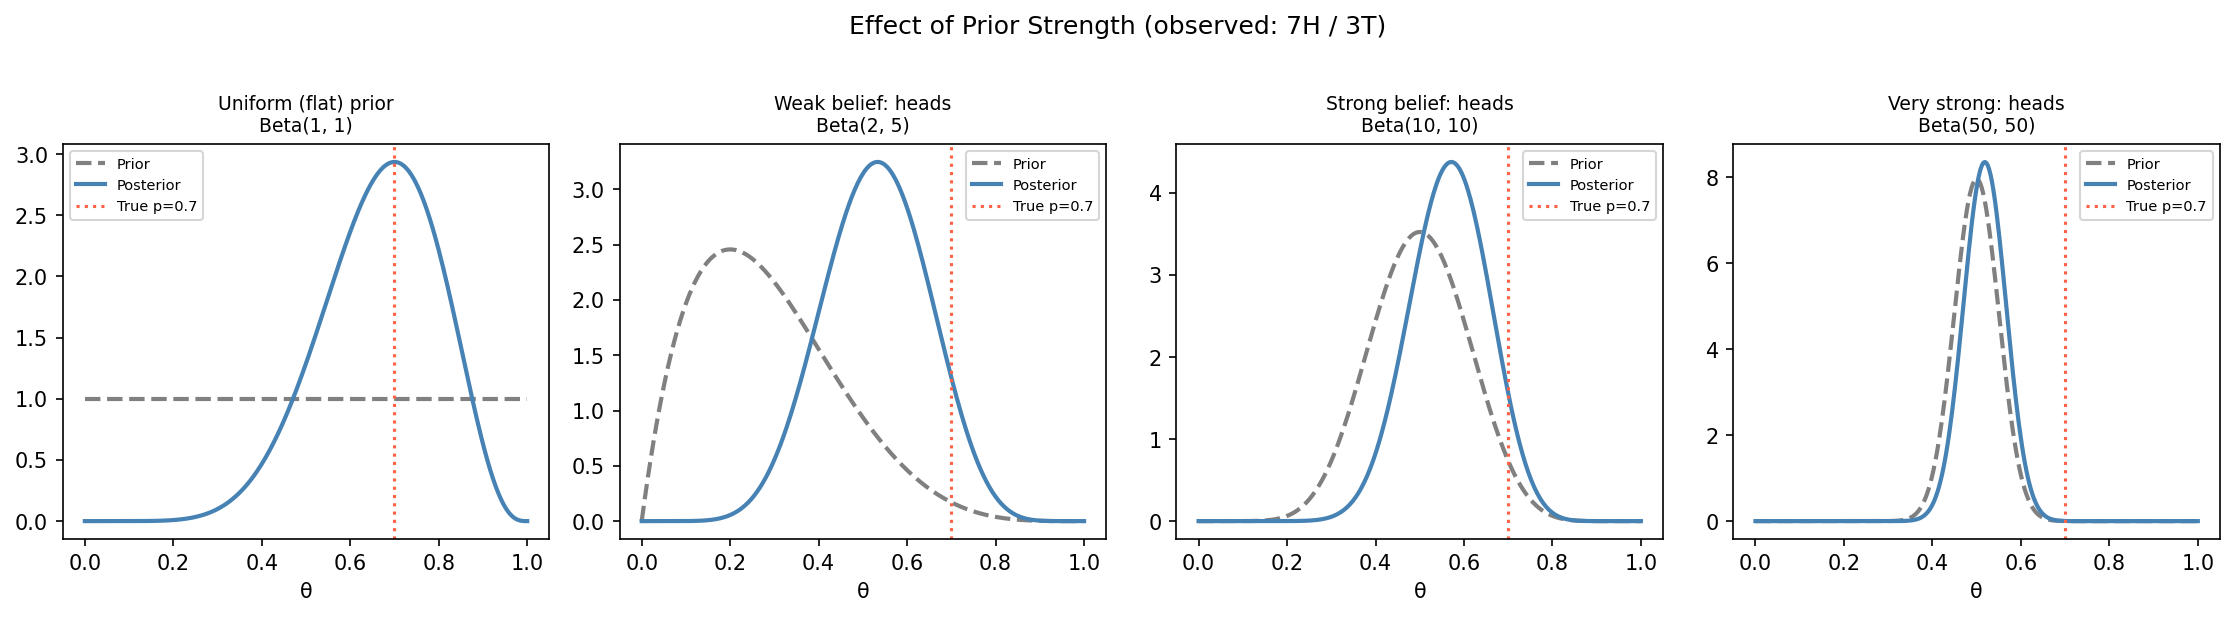 Effect of Prior Strength (observed: 7H / 3T)
Uniform (flat) prior
Beta(1, 1)
Prior
Posterior
True p=0.7
3.0
2.5
2.0
1.5
1.0
0.5
0.0
0.0 0.2 0.4 0.6 0.8 1.0
θ
Weak belief: heads
Beta(2, 5)
Prior
Posterior
True p=0.7
3.0
2.5
2.0
1.5
1.0
0.5
0.0
0.0 0.2 0.4 0.6 0.8 1.0
θ
Strong belief: heads
Beta(10, 10)
Prior
Posterior
True p=0.7
4
3
2
1
0
0.0 0.2 0.4 0.6 0.8 1.0
θ
Very strong: heads
Beta(50, 50)
Prior
Posterior
True p=0.7
8
6
4
2
0
0.0 0.2 0.4 0.6 0.8 1.0
θ